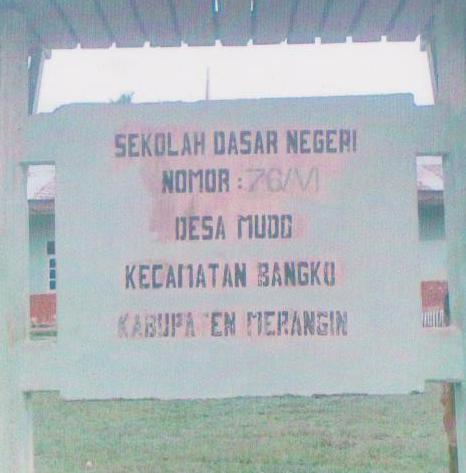 SEKOLAH DASAR NEGERI
NOMOR : 76/VI
DESA MUDO
KECAMATAN BANGKO
KABUPATEN MERANGIN